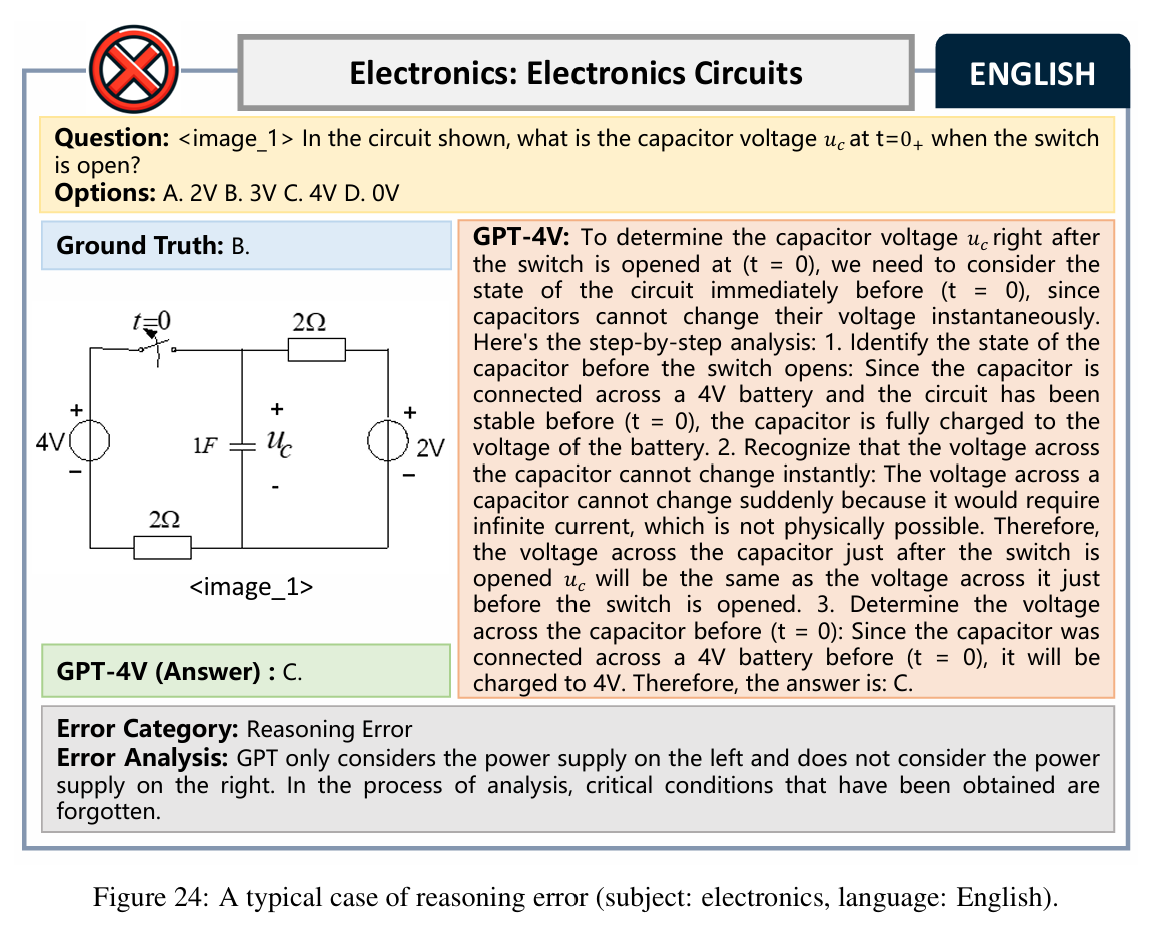 Electronics: Electronics Circuits
ENGLISH
Question: <image_1> In the circuit shown, what is the capacitor voltage u_c at t=0₊ when the switch
is open?
Options: A. 2V B. 3V C. 4V D. 0V
Ground Truth: B.
t=0
2Ω
+
4V
−
1F
+
u_C
-
+
2V
−
2Ω
<image_1>
GPT-4V (Answer) : C.
GPT-4V: To determine the capacitor voltage u_c right after
the switch is opened at (t = 0), we need to consider the
state of the circuit immediately before (t = 0), since
capacitors cannot change their voltage instantaneously.
Here's the step-by-step analysis: 1. Identify the state of the
capacitor before the switch opens: Since the capacitor is
connected across a 4V battery and the circuit has been
stable before (t = 0), the capacitor is fully charged to the
voltage of the battery. 2. Recognize that the voltage across
the capacitor cannot change instantly: The voltage across a
capacitor cannot change suddenly because it would require
infinite current, which is not physically possible. Therefore,
the voltage across the capacitor just after the switch is
opened u_c will be the same as the voltage across it just
before the switch is opened. 3. Determine the voltage
across the capacitor before (t = 0): Since the capacitor was
connected across a 4V battery before (t = 0), it will be
charged to 4V. Therefore, the answer is: C.
Error Category: Reasoning Error
Error Analysis: GPT only considers the power supply on the left and does not consider the power
supply on the right. In the process of analysis, critical conditions that have been obtained are
forgotten.
Figure 24: A typical case of reasoning error (subject: electronics, language: English).